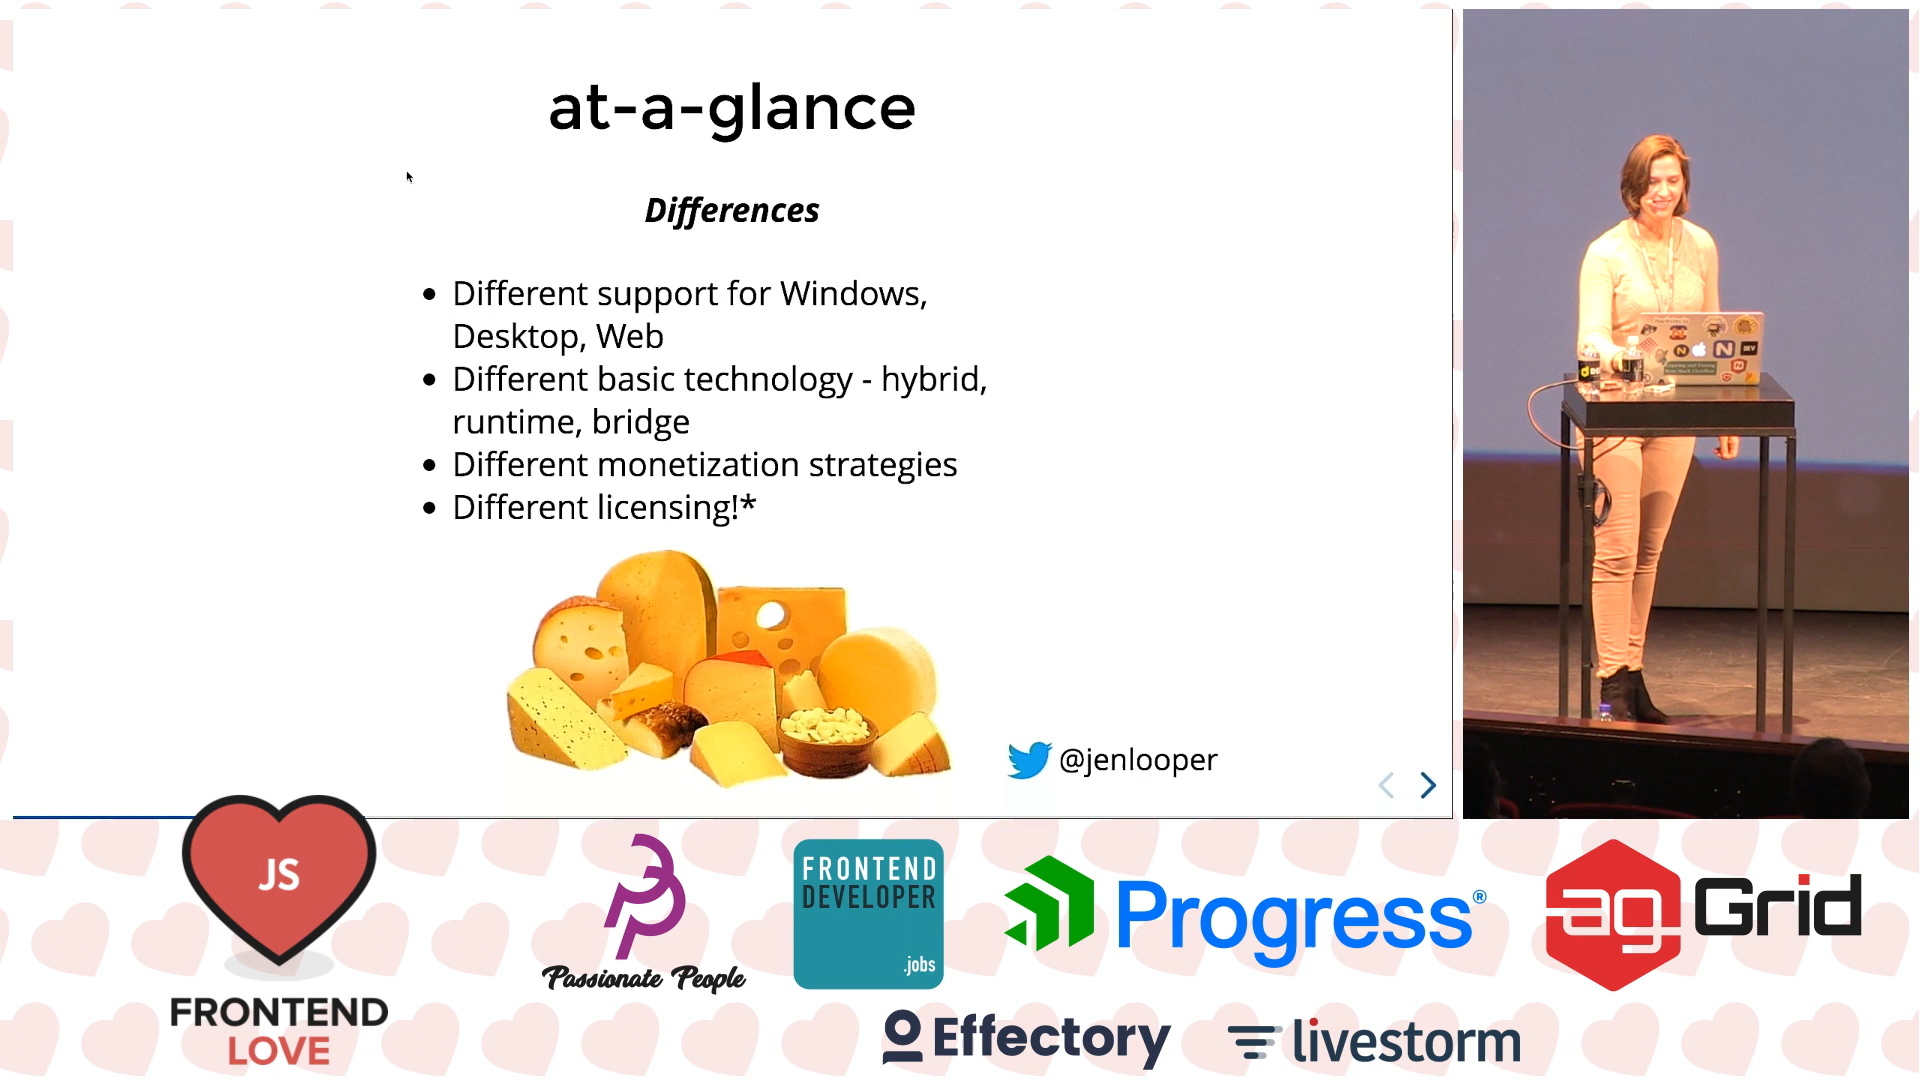 at-a-glance
Differences
Different support for Windows,
Desktop, Web
Different basic technology - hybrid,
runtime, bridge
Different monetization strategies
Different licensing!*
@jenlooper
DEV
JS
FRONTEND
LOVE
Passionate People
FRONTEND
DEVELOPER
.jobs
Progress®
ag Grid
Effectory
livestorm